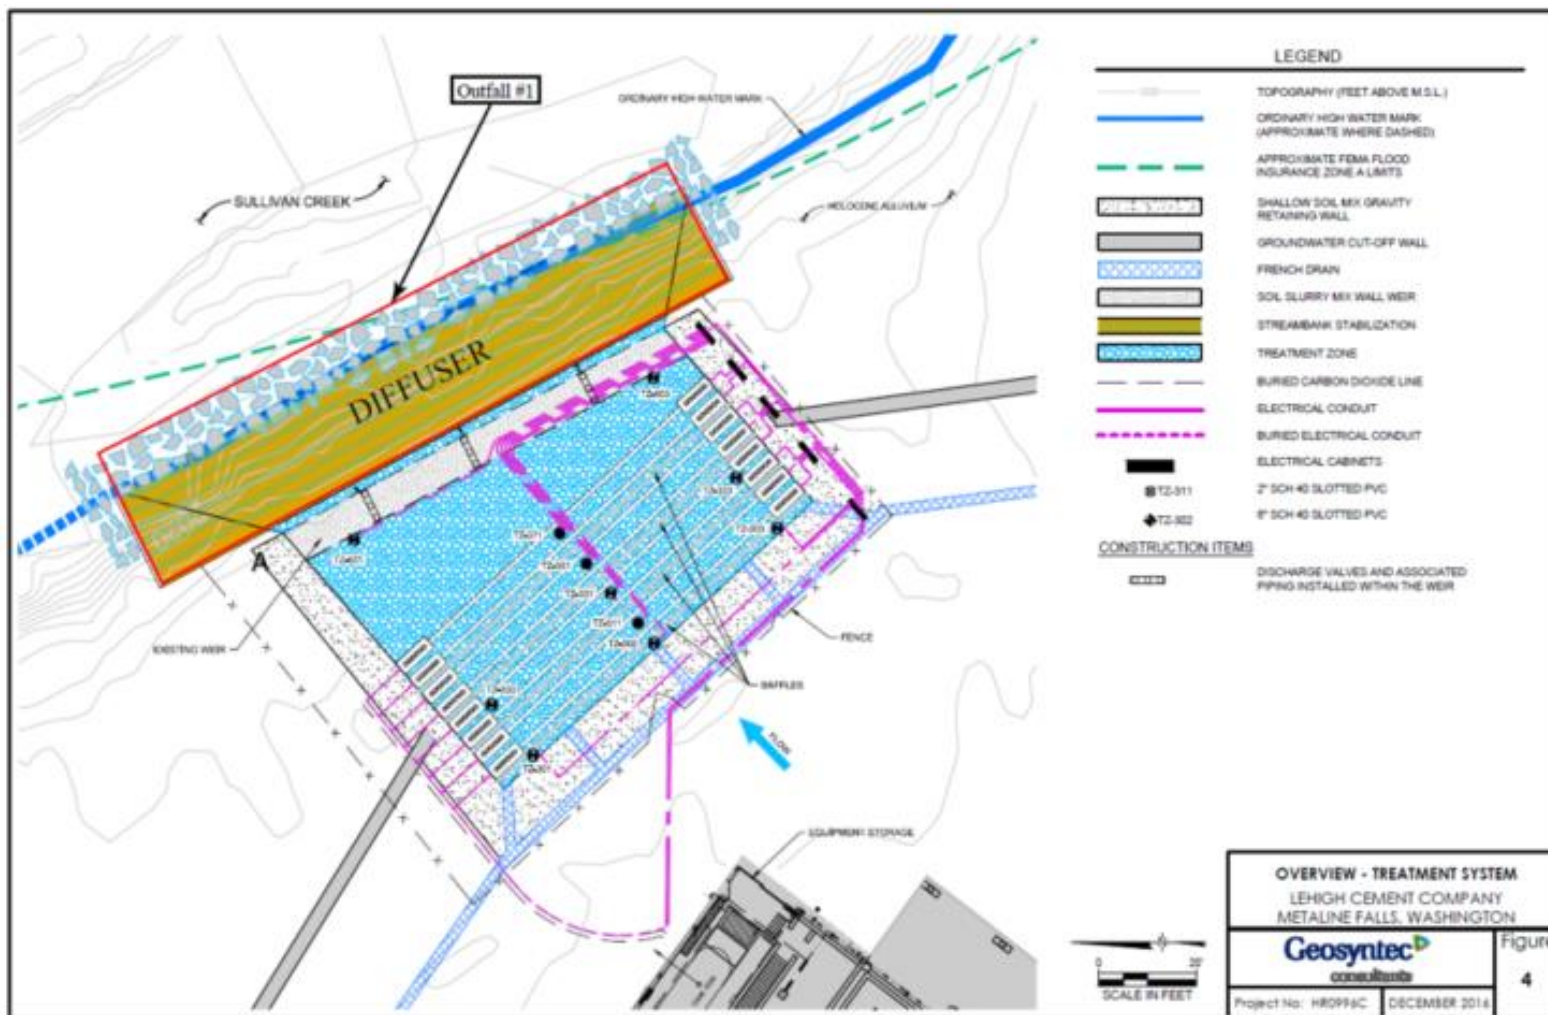 Outfall #1
ORDINARY HIGH WATER MARK
SULLIVAN CREEK
HOLOCENE ALLUVIUM
DIFFUSER
A
EXISTING WEIR
FENCE
BAFFLES
FLOW
EQUIPMENT STORAGE
LEGEND
TOPOGRAPHY (FEET ABOVE M.S.L.)
ORDINARY HIGH WATER MARK
(APPROXIMATE WHERE DASHED)
APPROXIMATE FEMA FLOOD
INSURANCE ZONE A LIMITS
SHALLOW SOIL MIX GRAVITY
RETAINING WALL
GROUNDWATER CUT-OFF WALL
FRENCH DRAIN
SOIL SLURRY MIX WALL WEIR
STREAMBANK STABILIZATION
TREATMENT ZONE
BURIED CARBON DIOXIDE LINE
ELECTRICAL CONDUIT
BURIED ELECTRICAL CONDUIT
ELECTRICAL CABINETS
TZ-311 2" SCH 40 SLOTTED PVC
TZ-302 6" SCH 40 SLOTTED PVC
CONSTRUCTION ITEMS
DISCHARGE VALVES AND ASSOCIATED
PIPING INSTALLED WITHIN THE WEIR
0 20'
SCALE IN FEET
OVERVIEW - TREATMENT SYSTEM
LEHIGH CEMENT COMPANY
METALINE FALLS, WASHINGTON
Geosyntec
consultants
Figure
4
Project No: HR0996C
DECEMBER 2016